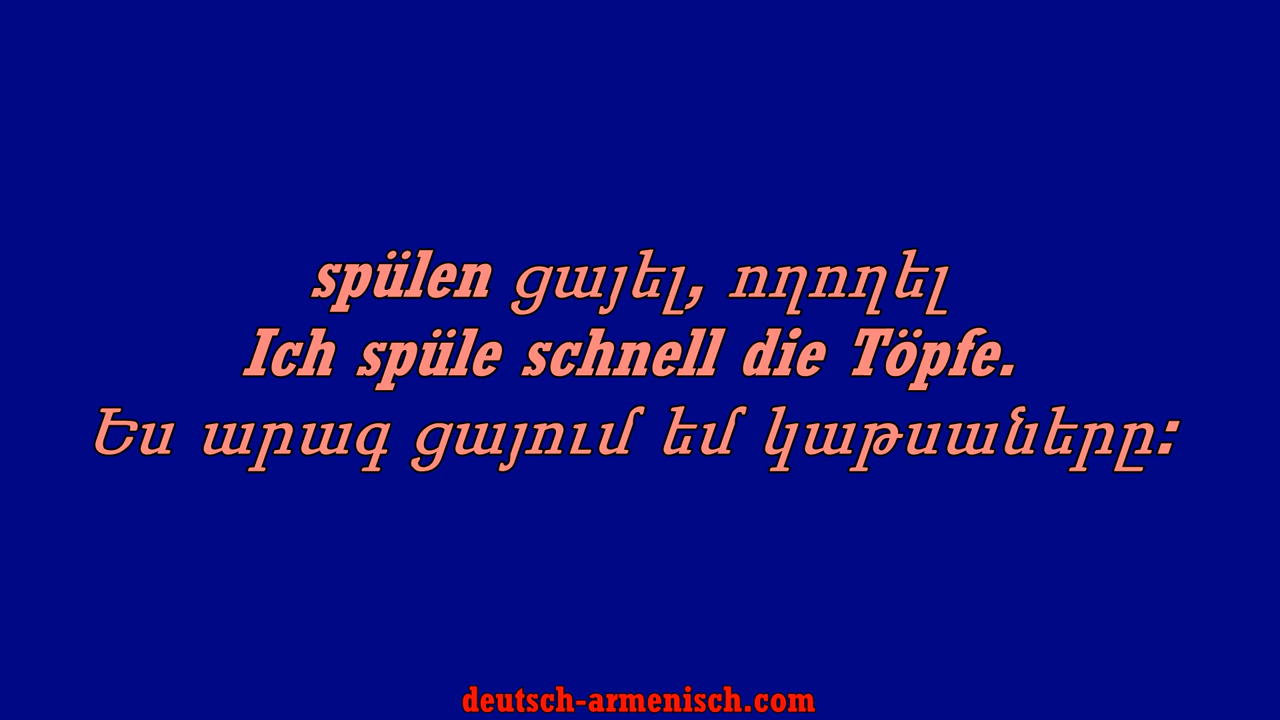 spülen ցայել, ողողել
Ich spüle schnell die Töpfe.
Ես արագ ցայում եմ կաթսաները:
deutsch-armenisch.com